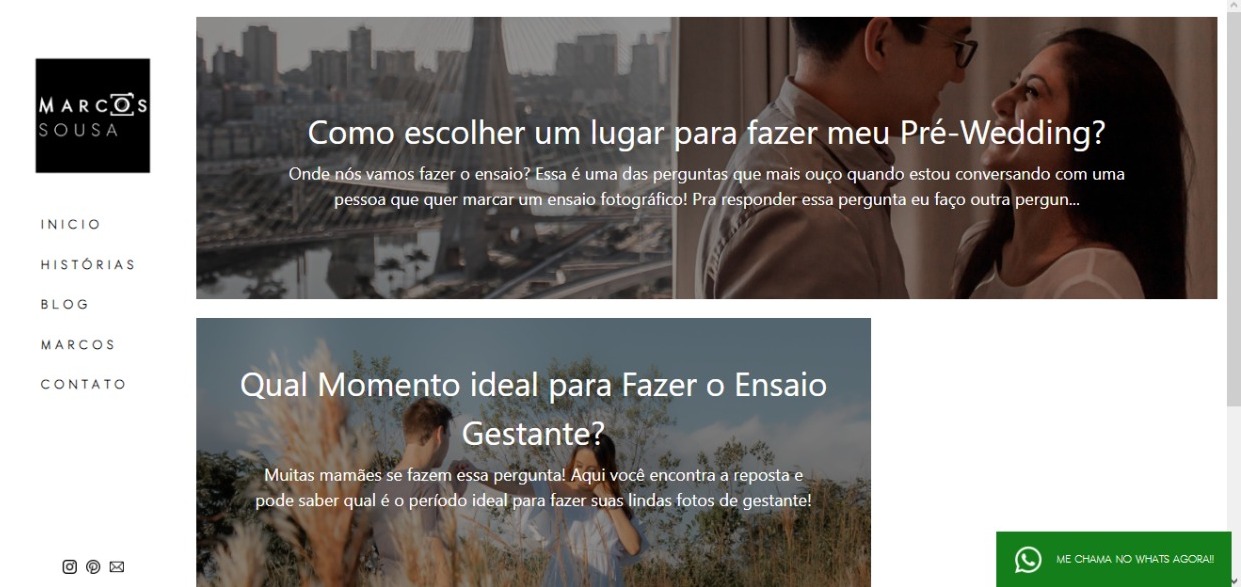 MARCOS
SOUSA
INICIO
HISTÓRIAS
BLOG
MARCOS
CONTATO
Como escolher um lugar para fazer meu Pré-Wedding?
Onde nós vamos fazer o ensaio? Essa é uma das perguntas que mais ouço quando estou conversando com uma
pessoa que quer marcar um ensaio fotográfico! Pra responder essa pergunta eu faço outra pergun...
Qual Momento ideal para Fazer o Ensaio
Gestante?
Muitas mamães se fazem essa pergunta! Aqui você encontra a reposta e
pode saber qual é o período ideal para fazer suas lindas fotos de gestante!
ME CHAMA NO WHATS AGORA!!